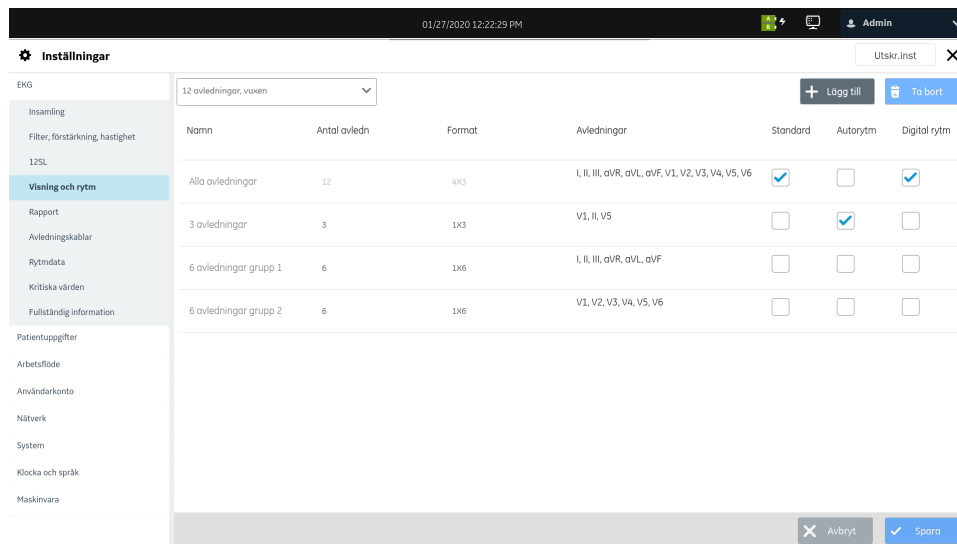 01/27/2020 12:22:29 PM
A
B
Admin
Inställningar
Utskr.inst
EKG
Insamling
Filter, förstärkning, hastighet
12SL
Visning och rytm
Rapport
Avledningskablar
Rytmdata
Kritiska värden
Fullständig information
Patientuppgifter
Arbetsflöde
Användarkonto
Nätverk
System
Klocka och språk
Maskinvara
12 avledningar, vuxen
Lägg till
Ta bort
Namn Antal avledn Format Avledningar Standard Autorytm Digital rytm
Alla avledningar 12 4X3 I, II, III, aVR, aVL, aVF, V1, V2, V3, V4, V5, V6
3 avledningar 3 1X3 V1, II, V5
6 avledningar grupp 1 6 1X6 I, II, III, aVR, aVL, aVF
6 avledningar grupp 2 6 1X6 V1, V2, V3, V4, V5, V6
Avbryt
Spara